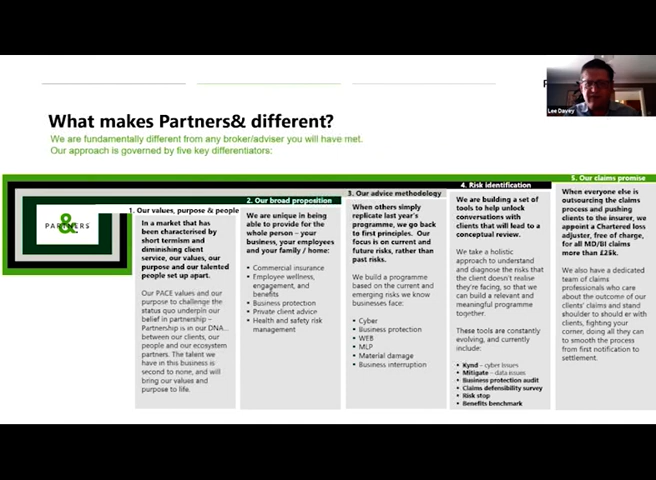 P
Lee Davey
What makes Partners& different?
We are fundamentally different from any broker/adviser you will have met.
Our approach is governed by five key differentiators:
PARTNERS
&
1. Our values, purpose & people
In a market that has
been characterised by
short termism and
diminishing client
service, our values, our
purpose and our talented
people set up apart.
Our PACE values and our
purpose to challenge the
status quo underpin our
belief in partnership –
Partnership is in our DNA...
between our clients, our
people and our ecosystem
partners. The talent we
have in this business is
second to none, and will
bring our values and
purpose to life.
2. Our broad proposition
We are unique in being
able to provide for the
whole person – your
business, your employees
and your family / home:
• Commercial insurance
• Employee wellness,
engagement, and
benefits
• Business protection
• Private client advice
• Health and safety risk
management
3. Our advice methodology
When others simply
replicate last year's
programme, we go back
to first principles. Our
focus is on current and
future risks, rather than
past risks.
We build a programme
based on the current and
emerging risks we know
businesses face:
• Cyber
• Business protection
• WEB
• MLP
• Material damage
• Business interruption
4. Risk identification
We are building a set of
tools to help unlock
conversations with
clients that will lead to a
conceptual review.
We take a holistic
approach to understand
and diagnose the risks that
the client doesn't realise
they're facing, so that we
can build a relevant and
meaningful programme
together.
These tools are constantly
evolving, and currently
include:
• Kynd – cyber issues
• Mitigate – data issues
• Business protection audit
• Claims defensibility survey
• Risk stop
• Benefits benchmark
5. Our claims promise
When everyone else is
outsourcing the claims
process and pushing
clients to the insurer, we
appoint a Chartered loss
adjuster, free of charge,
for all MD/BI claims
more than £25k.
We also have a dedicated
team of claims
professionals who care
about the outcome of our
clients' claims and stand
shoulder to should er with
clients, fighting your
corner, doing all they can
to smooth the process
from first notification to
settlement.